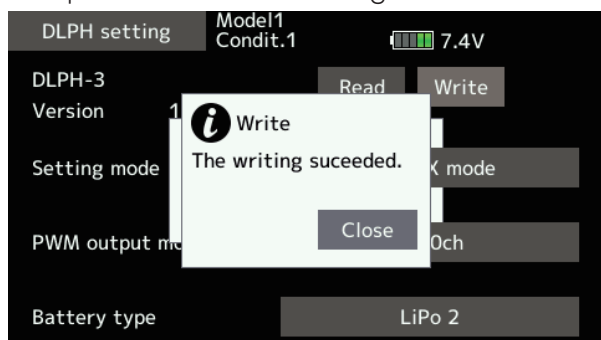 DLPH setting
Model1
Condit.1
7.4V
DLPH-3
Read
Write
Version 1
Write
The writing suceeded.
Setting mode
X mode
Close
PWM output
0ch
Battery type
LiPo 2